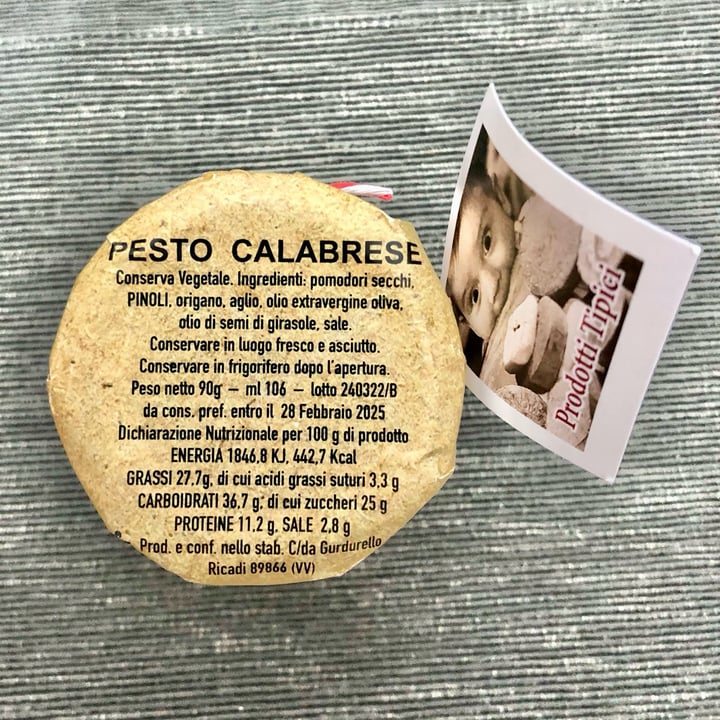 PESTO CALABRESE
Conserva Vegetale. Ingredienti: pomodori secchi,
PINOLI, origano, aglio, olio extravergine oliva,
olio di semi di girasole, sale.
Conservare in luogo fresco e asciutto.
Conservare in frigorifero dopo l'apertura.
Peso netto 90g – ml 106 – lotto 240322/B
da cons. pref. entro il 28 Febbraio 2025
Dichiarazione Nutrizionale per 100 g di prodotto
ENERGIA 1846,8 KJ, 442,7 Kcal
GRASSI 27,7g, di cui acidi grassi suturi 3,3 g
CARBOIDRATI 36,7 g; di cui zuccheri 25 g
PROTEINE 11,2 g. SALE 2,8 g
Prod. e conf. nello stab. C/da Gurdurello
Ricadi 89866 (VV)
Prodotti Tipici